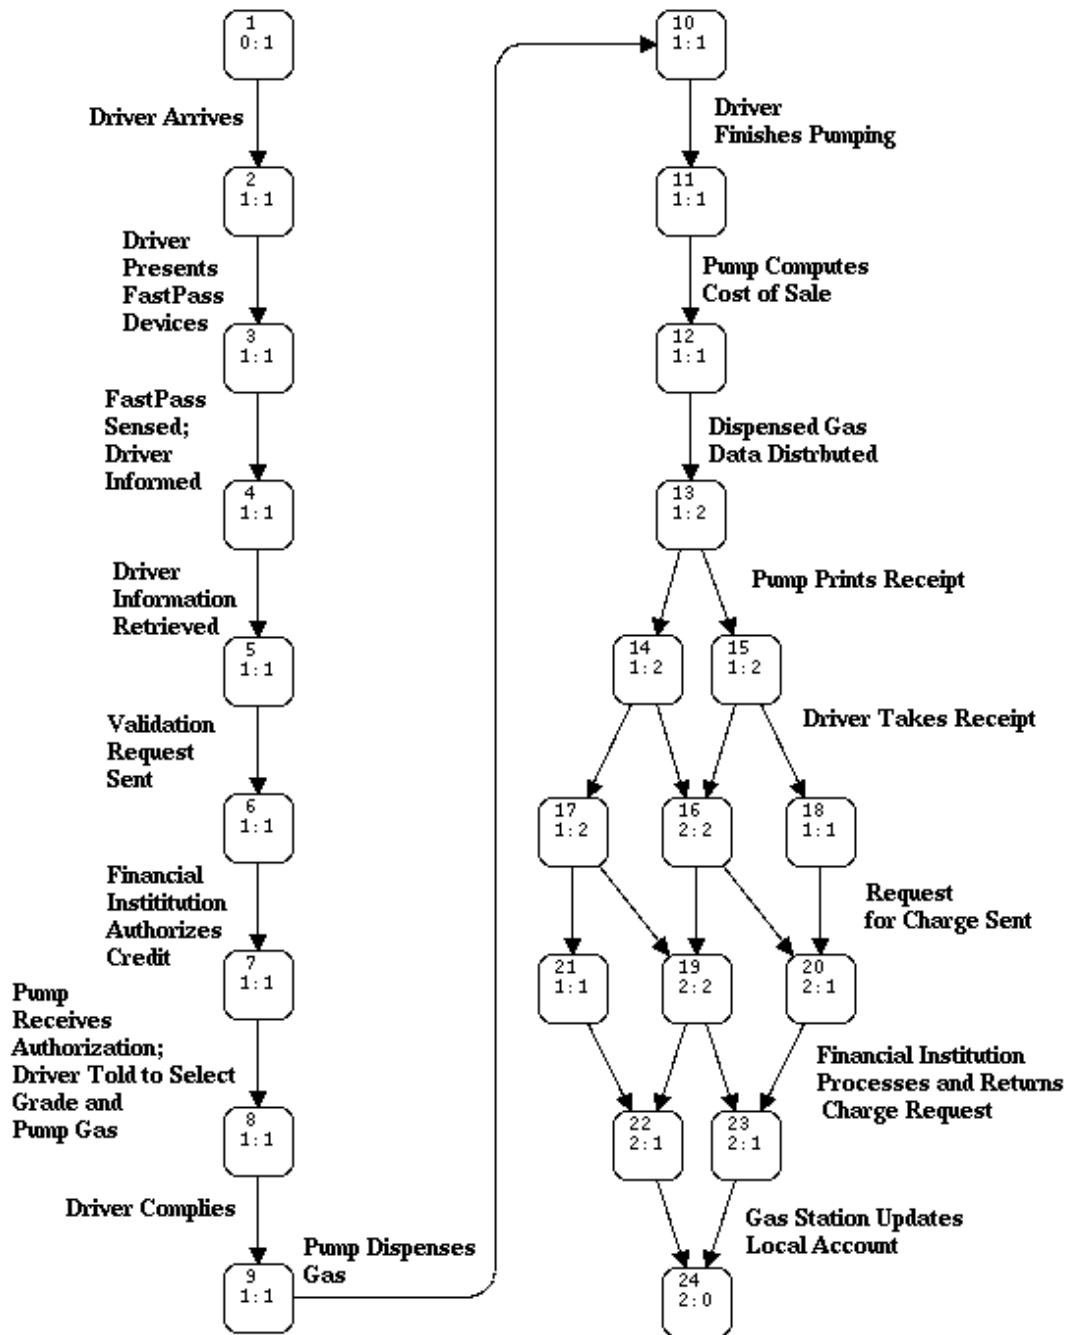 1
0:1
Driver Arrives
2
1:1
Driver
Presents
FastPass
Devices
3
1:1
FastPass
Sensed;
Driver
Informed
4
1:1
Driver
Information
Retrieved
5
1:1
Validation
Request
Sent
6
1:1
Financial
Instititution
Authorizes
Credit
7
1:1
Pump
Receives
Authorization;
Driver Told to Select
Grade and
Pump Gas
8
1:1
Driver Complies
9
1:1
Pump Dispenses
Gas
10
1:1
Driver
Finishes Pumping
11
1:1
Pump Computes
Cost of Sale
12
1:1
Dispensed Gas
Data Distrbuted
13
1:2
Pump Prints Receipt
14
1:2
15
1:2
Driver Takes Receipt
17
1:2
16
2:2
18
1:1
Request
for Charge Sent
21
1:1
19
2:2
20
2:1
Financial Institution
Processes and Returns
Charge Request
22
2:1
23
2:1
Gas Station Updates
Local Account
24
2:0